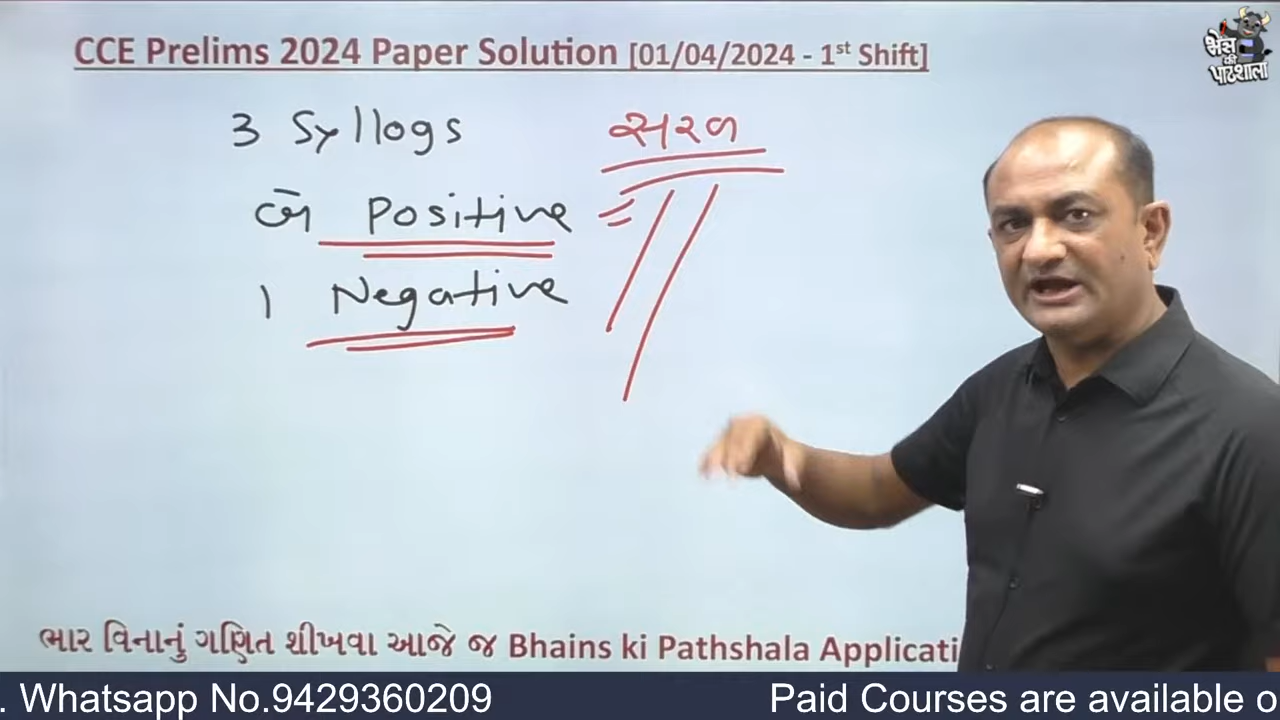 CCE Prelims 2024 Paper Solution [01/04/2024 - 1st Shift]
भैंस
की
पाठशाला
3 Syllogs સરળ
બે Positive
1 Negative
ભાર વિનાનું ગણિત શીખવા આજે જ Bhains ki Pathshala Applicati
. Whatsapp No.9429360209 Paid Courses are available o